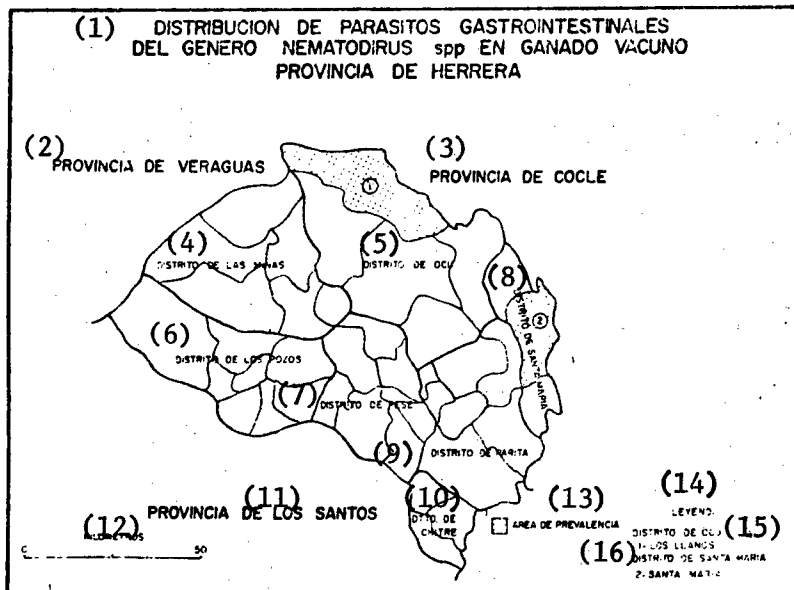 (1) DISTRIBUCION DE PARASITOS GASTROINTESTINALES
DEL GENERO NEMATODIRUS spp EN GANADO VACUNO
PROVINCIA DE HERRERA
(2)
PROVINCIA DE VERAGUAS
(3)
PROVINCIA DE COCLE
1
(4)
DISTRITO DE LAS MINAS
(5)
DISTRITO DE OCU
(8)
DISTRITO DE SANTA MARIA
2
(6)
DISTRITO DE LOS POZOS
(7)
DISTRITO DE PESE
(9)
DISTRITO DE PARITA
(10)
DTTO. DE
CHITRE
(11)
PROVINCIA DE LOS SANTOS
(12)
KILOMETROS
50
(13)
AREA DE PREVALENCIA
(14)
LEYEND.
DISTRITO DE OCU (15)
1- LOS LLANOS
(16) DISTRITO DE SANTA MARIA
2- SANTA MARIA